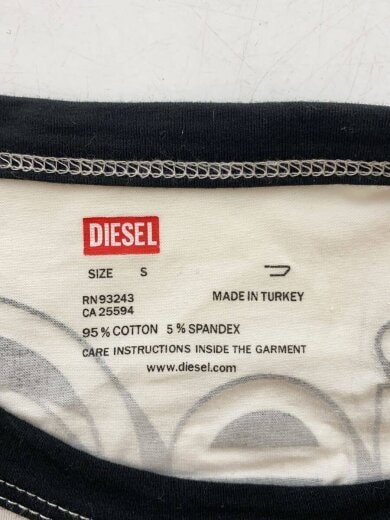 DIESEL
SIZE S
RN93243 MADE IN TURKEY
CA 25594
95% COTTON 5% SPANDEX
CARE INSTRUCTIONS INSIDE THE GARMENT
www.diesel.com